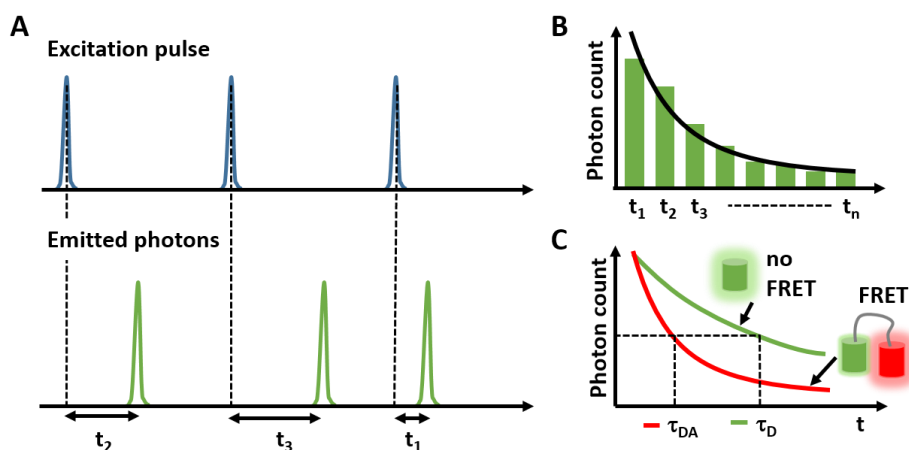 A
Excitation pulse
Emitted photons
t2
t3
t1
B
Photon count
t1
t2
t3
tn
C
Photon count
no
FRET
FRET
t
τDA
τD